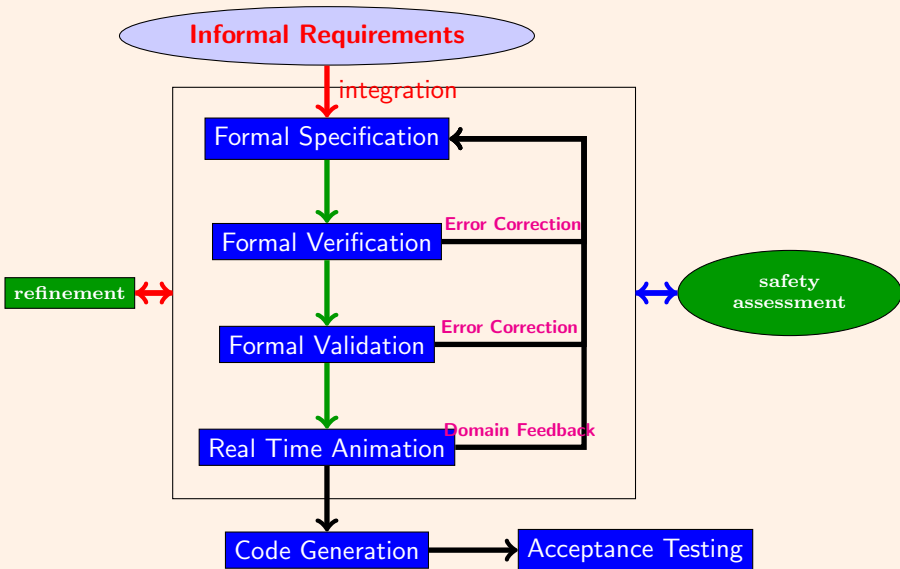 Informal Requirements
integration
Formal Specification
Error Correction
Formal Verification
refinement
safety
assessment
Error Correction
Formal Validation
Domain Feedback
Real Time Animation
Code Generation
Acceptance Testing